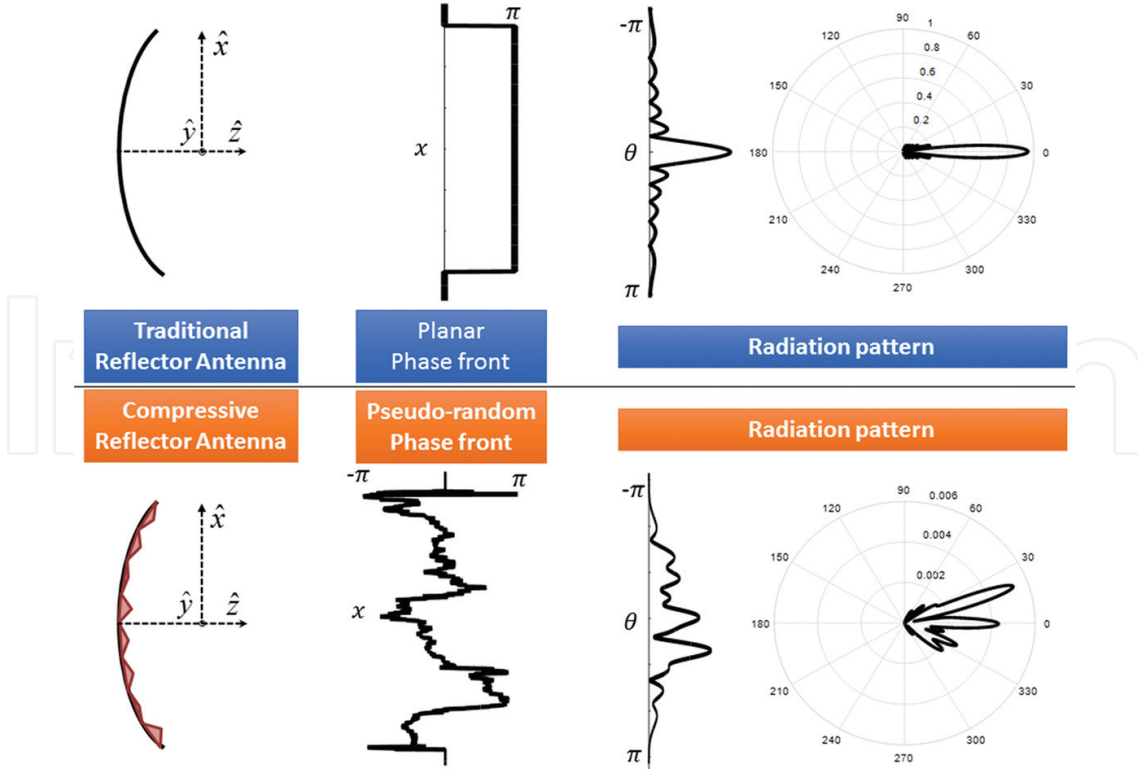 x̂
ŷ
ẑ
π
x
-π
θ
π
90
1
120
60
0.8
0.6
150
30
0.4
0.2
180
0
210
330
240
300
270
Traditional
Reflector Antenna
Planar
Phase front
Radiation pattern
Compressive
Reflector Antenna
Pseudo-random
Phase front
Radiation pattern
x̂
ŷ
ẑ
-π
π
x
-π
θ
π
90
0.006
120
60
0.004
150
30
0.002
180
0
210
330
240
300
270